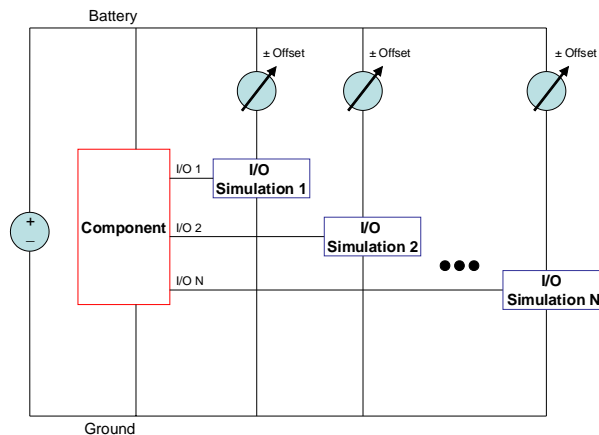 Battery
± Offset
± Offset
± Offset
I/O 1
I/O
Simulation 1
Component
I/O 2
I/O
Simulation 2
+
–
●●●
I/O N
I/O
Simulation N
Ground